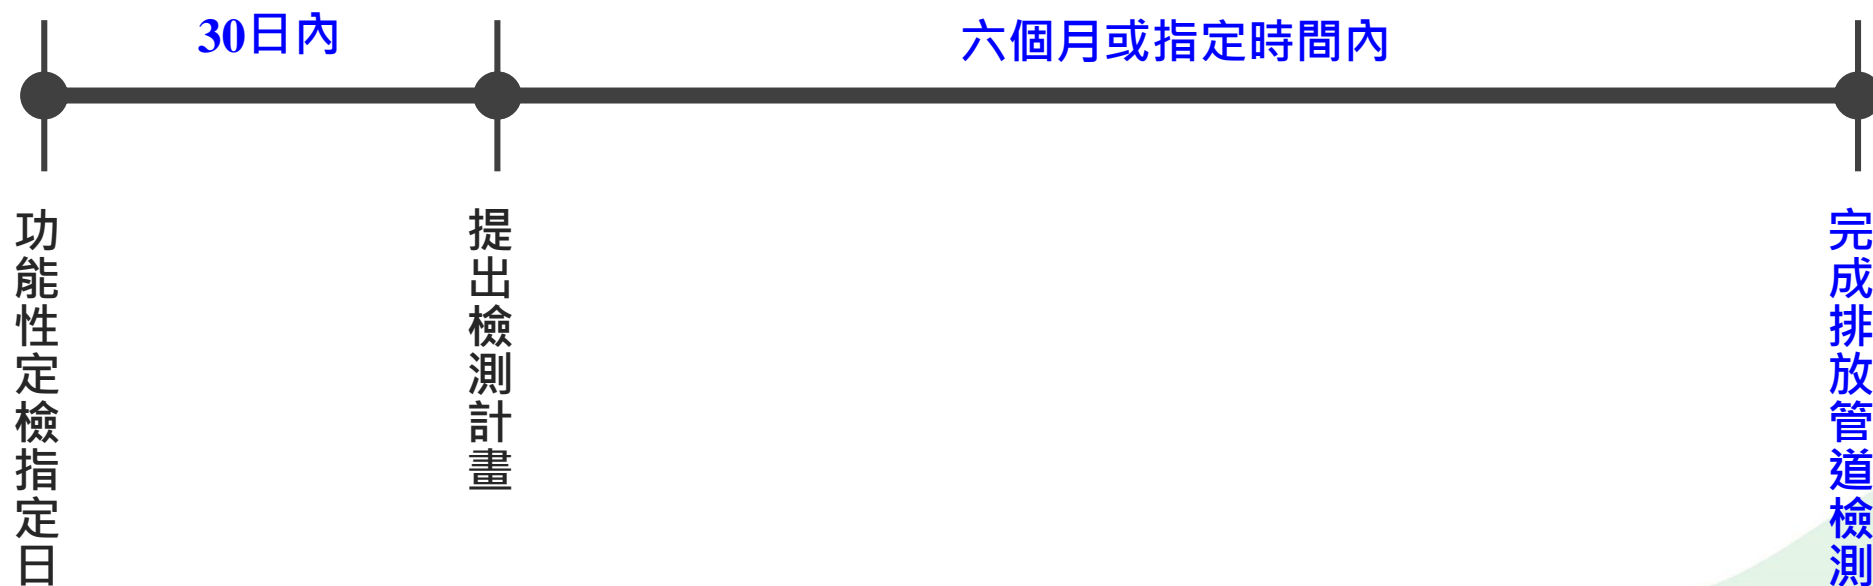 30日內
六個月或指定時間內
功能性定檢指定日
提出檢測計畫
完成排放管道檢測